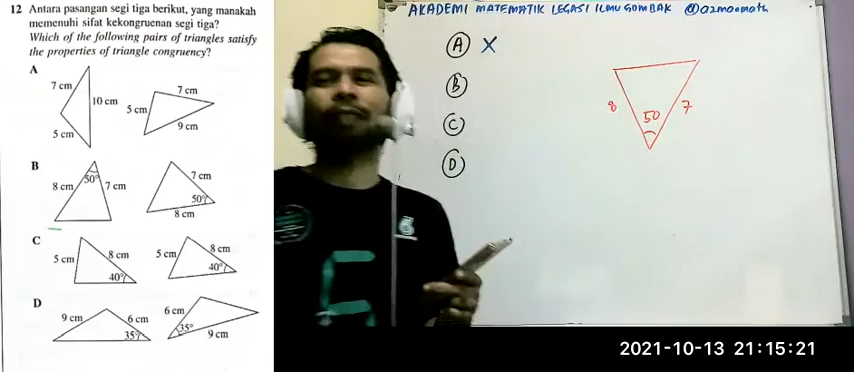 12 Antara pasangan segi tiga berikut, yang manakah
memenuhi sifat kekongruenan segi tiga?
Which of the following pairs of triangles satisfy
the properties of triangle congruency?
A
7 cm
10 cm
5 cm
7 cm
5 cm
9 cm
B
8 cm
50°
7 cm
7 cm
50°
8 cm
C
5 cm
8 cm
40°
5 cm
8 cm
40°
D
9 cm
6 cm
35°
6 cm
35°
9 cm
AKADEMI MATEMATIK LEGASI ILMU GOMBAK @azmanmath
A X
B
C
D
8
50
7
6
2021-10-13 21:15:21